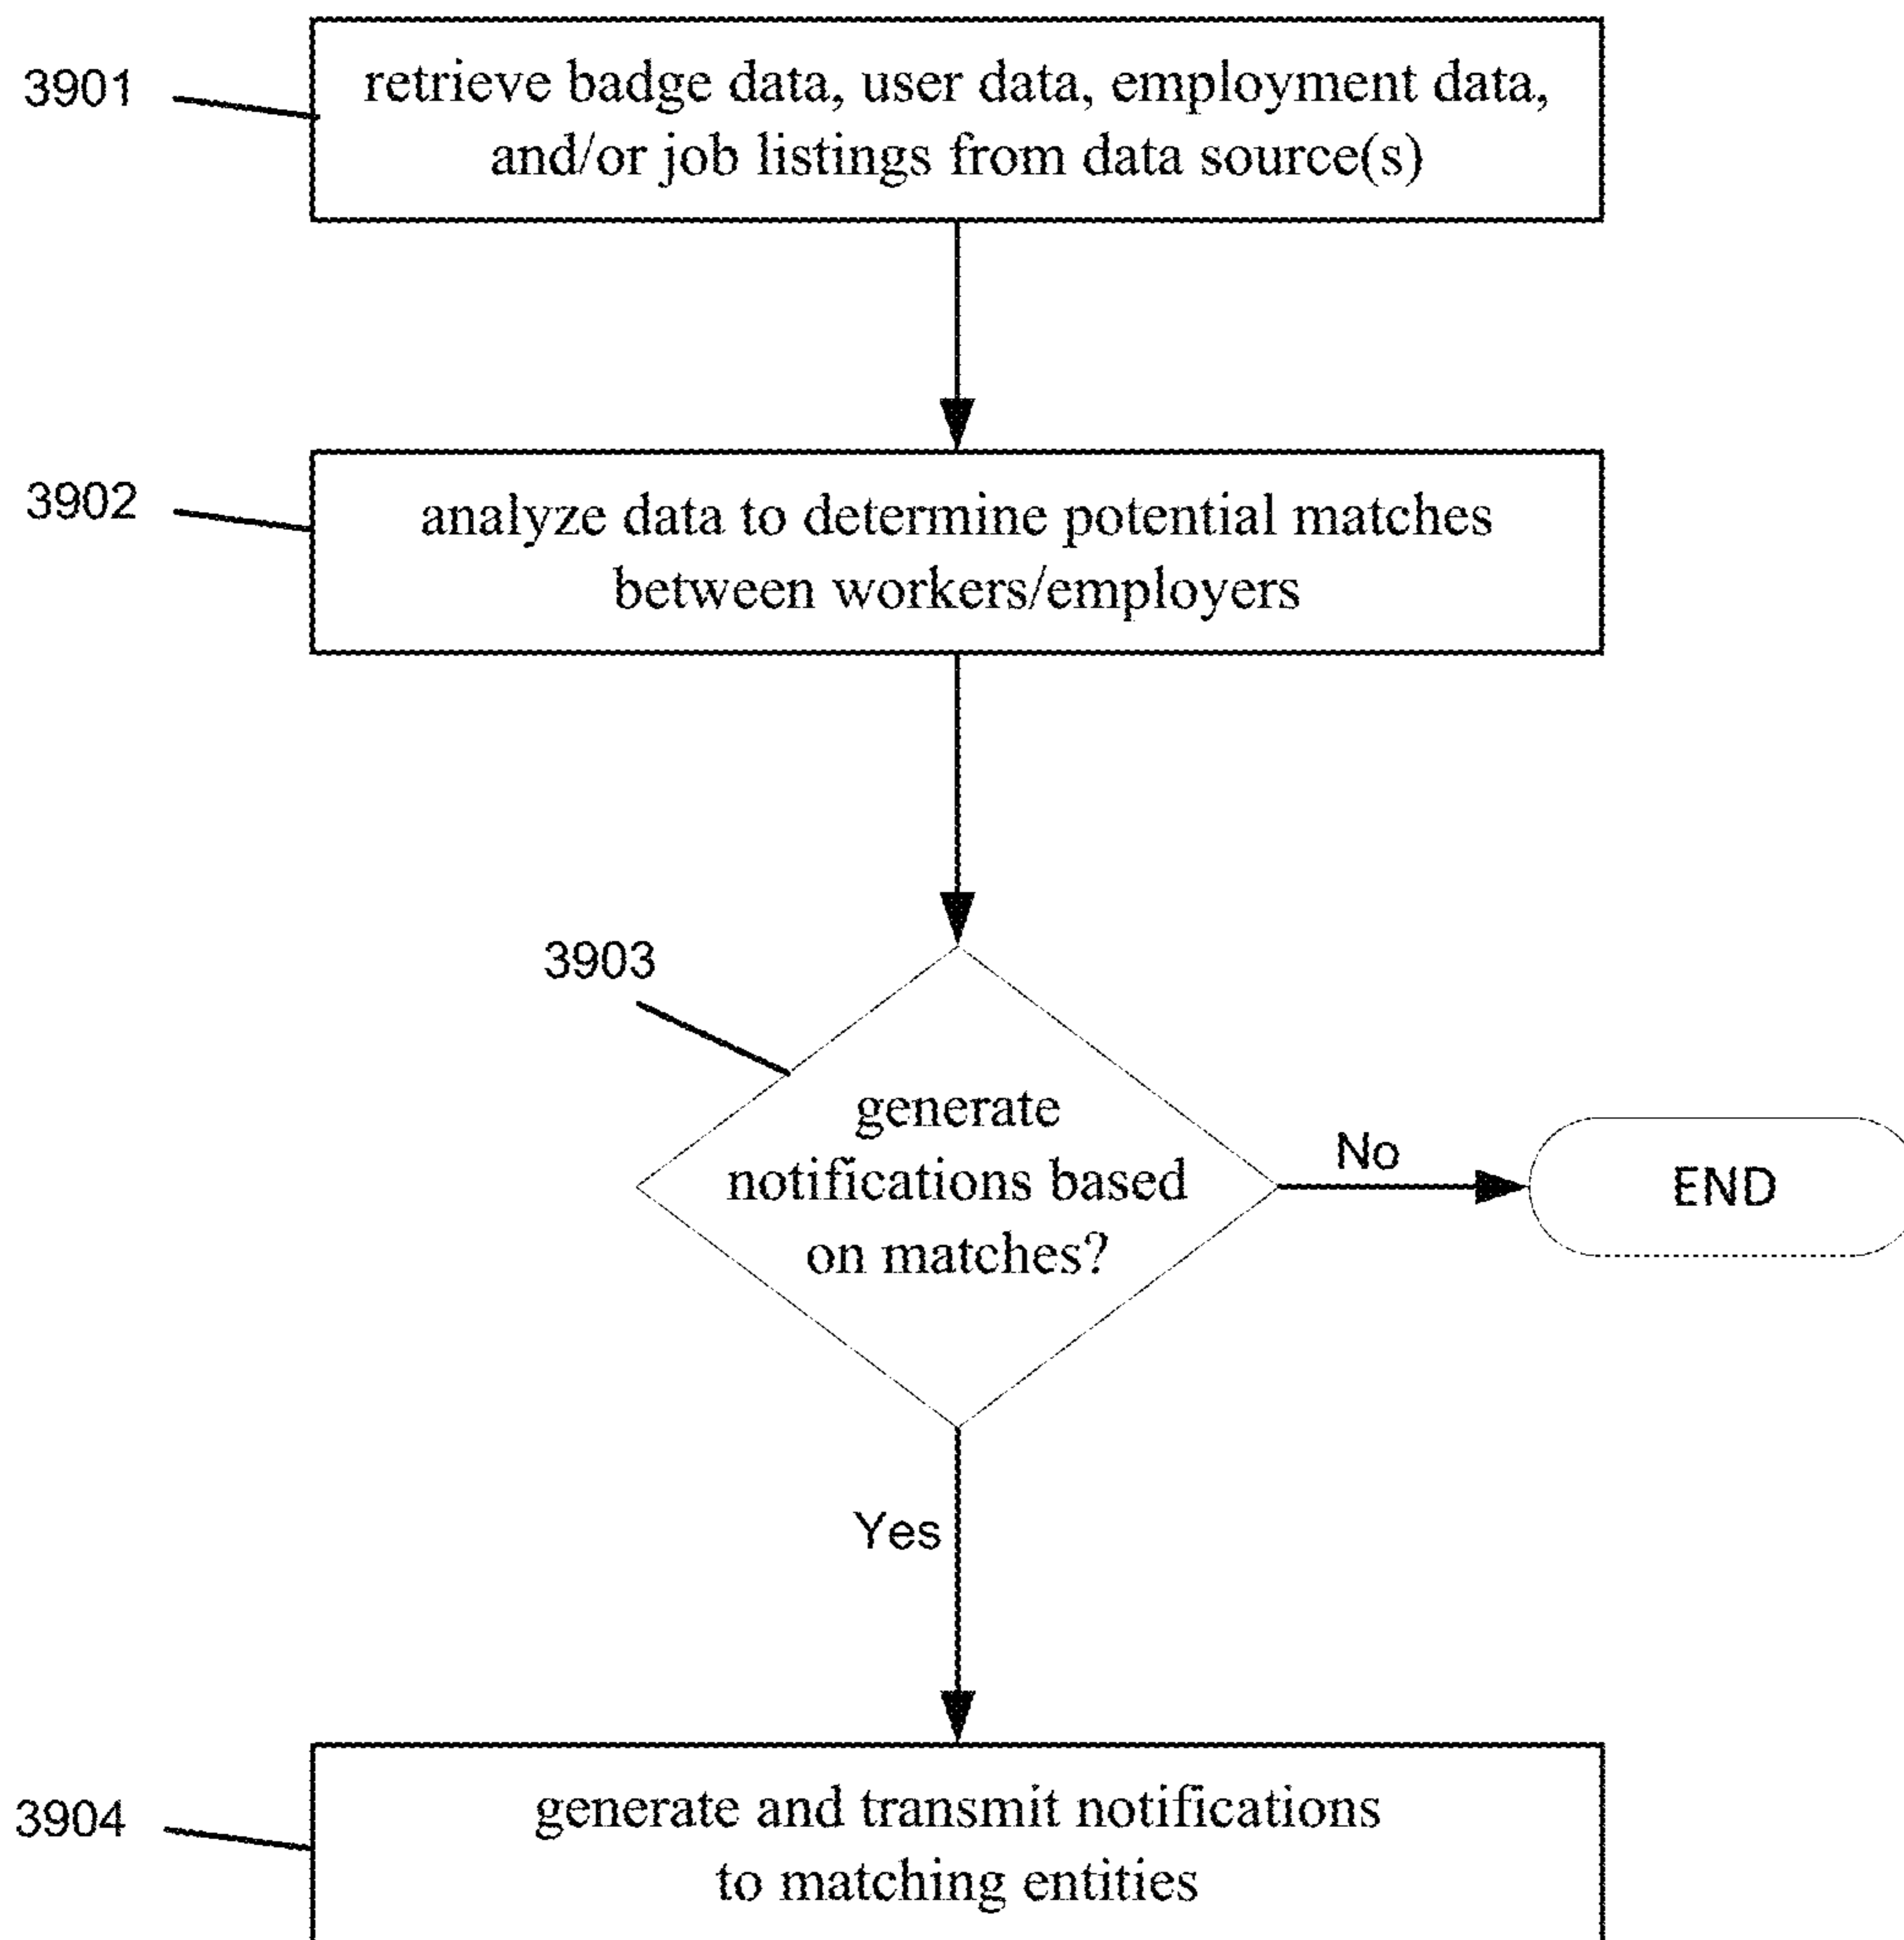 3901
retrieve badge data, user data, employment data,
and/or job listings from data source(s)
3902
analyze data to determine potential matches
between workers/employers
3903
generate
notifications based
on matches?
No
END
Yes
3904
generate and transmit notifications
to matching entities